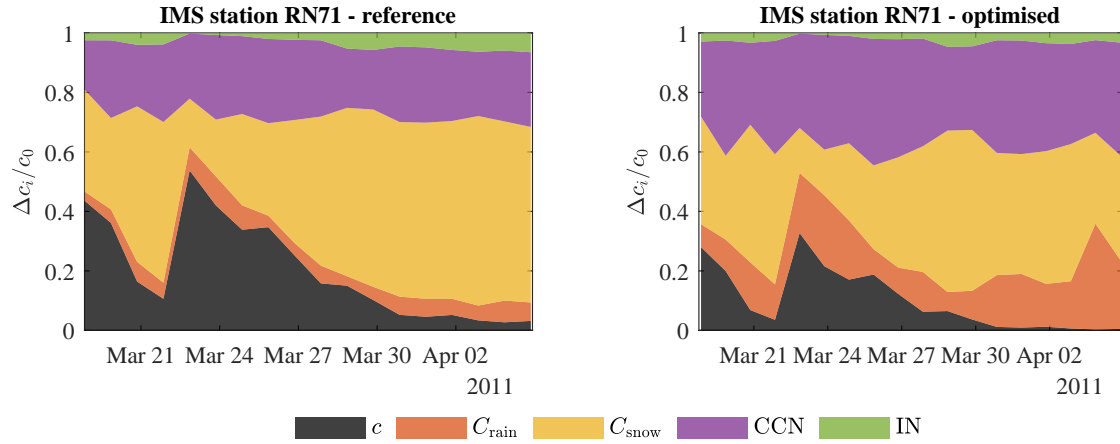 IMS station RN71 - reference
IMS station RN71 - optimised
Δc_i/c_0
1
0.8
0.6
0.4
0.2
0
Mar 21 Mar 24 Mar 27 Mar 30 Apr 02
2011
Δc_i/c_0
1
0.8
0.6
0.4
0.2
0
Mar 21 Mar 24 Mar 27 Mar 30 Apr 02
2011
c C_rain C_snow CCN IN